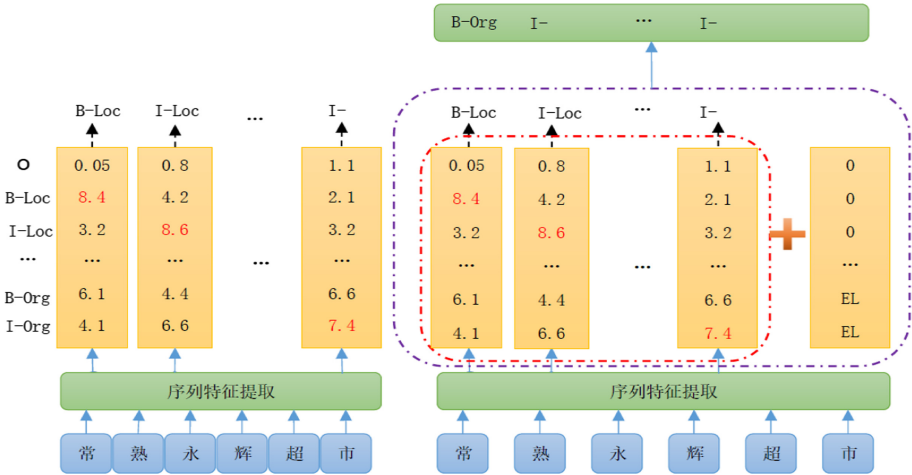 B-Org I- ... I-
B-Loc I-Loc ... I-
O 0.05 0.8 1.1
B-Loc 8.4 4.2 2.1
I-Loc 3.2 8.6 3.2
... ... ... ... ...
B-Org 6.1 4.4 6.6
I-Org 4.1 6.6 7.4
序列特征提取
常 熟 永 辉 超 市
B-Loc I-Loc ... I-
0.05 0.8 1.1 0
8.4 4.2 2.1 0
3.2 8.6 3.2 0
... ... ... ... ...
6.1 4.4 6.6 EL
4.1 6.6 7.4 EL
序列特征提取
常 熟 永 辉 超 市